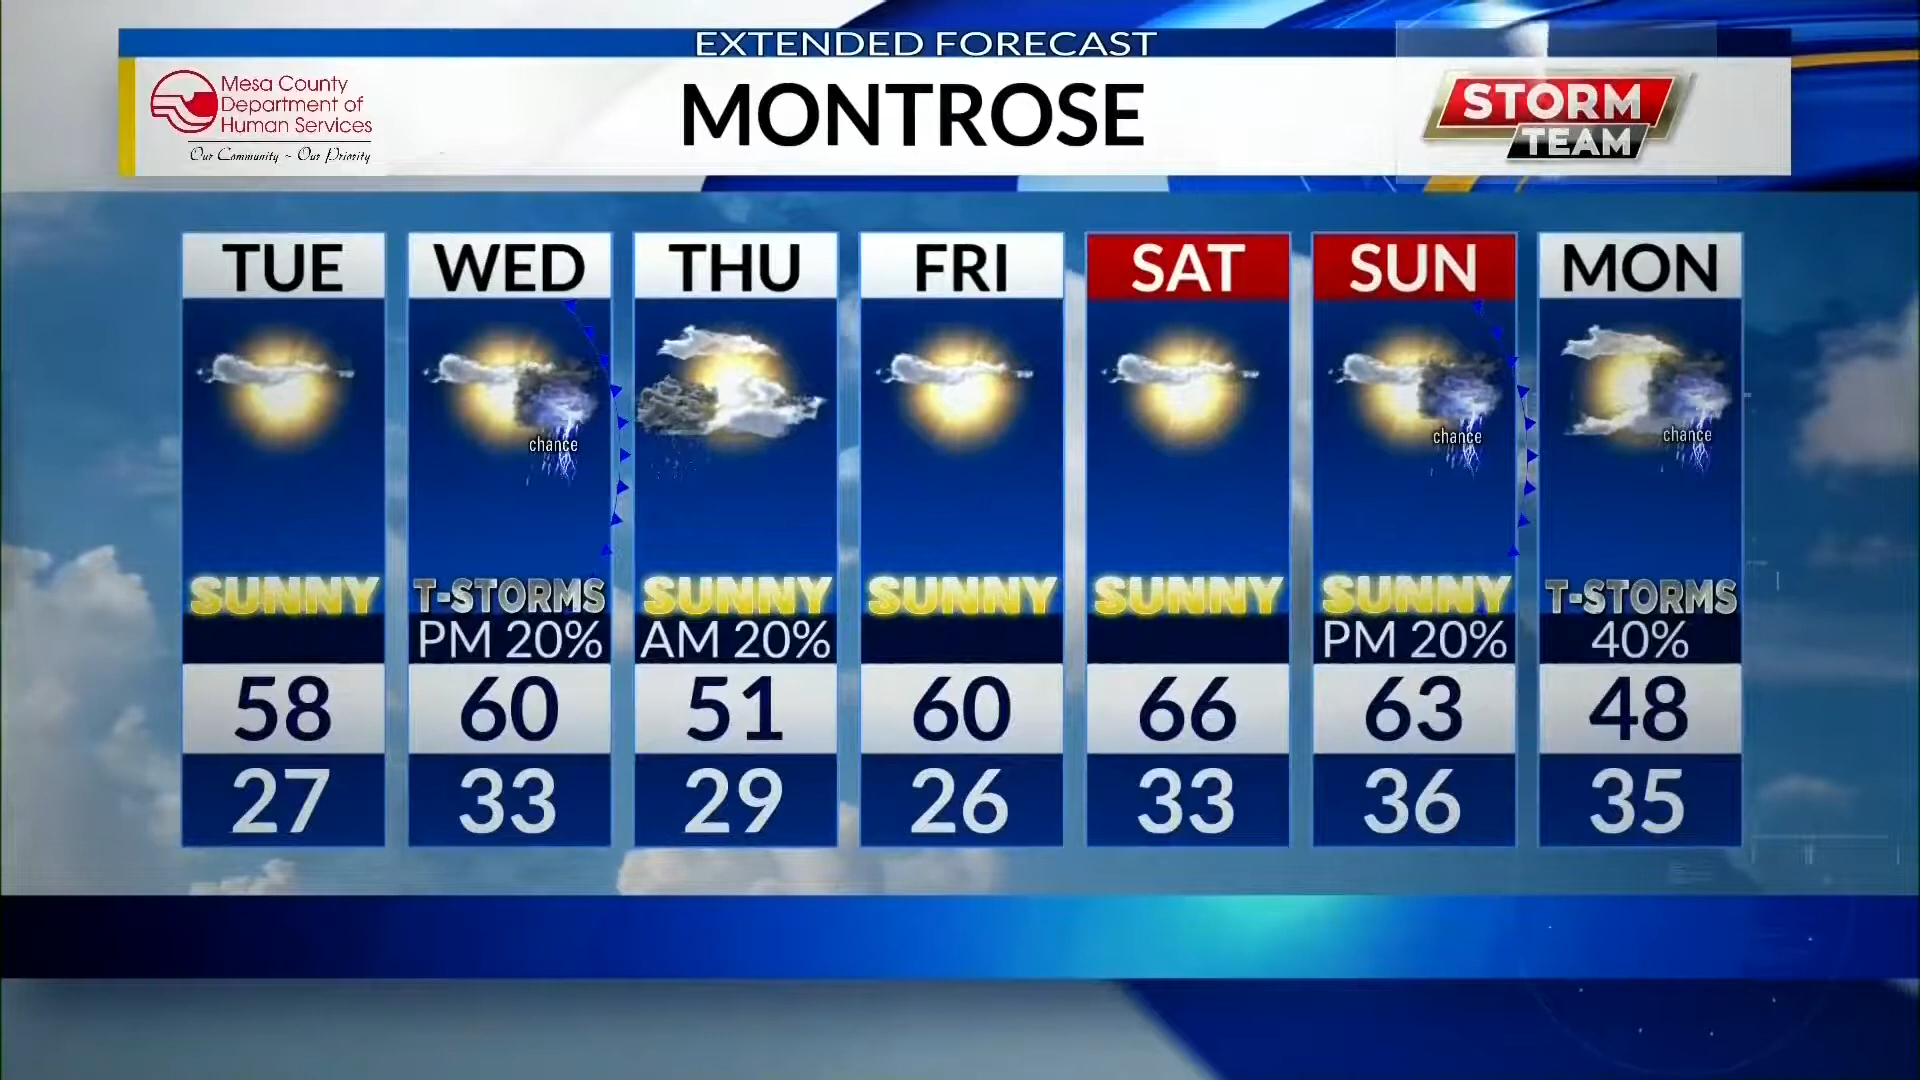 EXTENDED FORECAST
Mesa County
Department of
Human Services
Our Community ~ Our Priority
MONTROSE
STORM
TEAM
TUE WED THU FRI SAT SUN MON
chance chance chance
SUNNY T-STORMS SUNNY SUNNY SUNNY SUNNY T-STORMS
PM 20% AM 20% PM 20% 40%
58 60 51 60 66 63 48
27 33 29 26 33 36 35